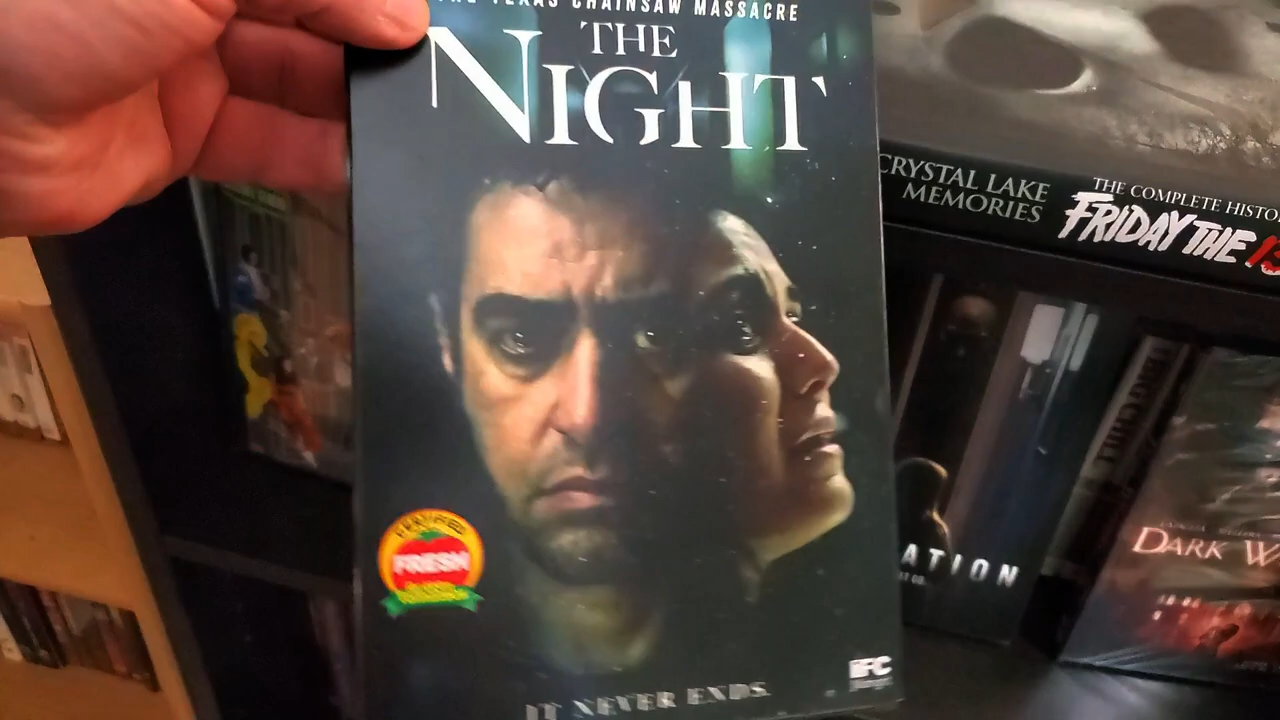 THE TEXAS CHAINSAW MASSACRE
THE
NIGHT
CERTIFIED
FRESH
IFC
IT NEVER ENDS.
CRYSTAL LAKE
MEMORIES
THE COMPLETE HISTO
FRIDAY THE 13
ATION
DARK W